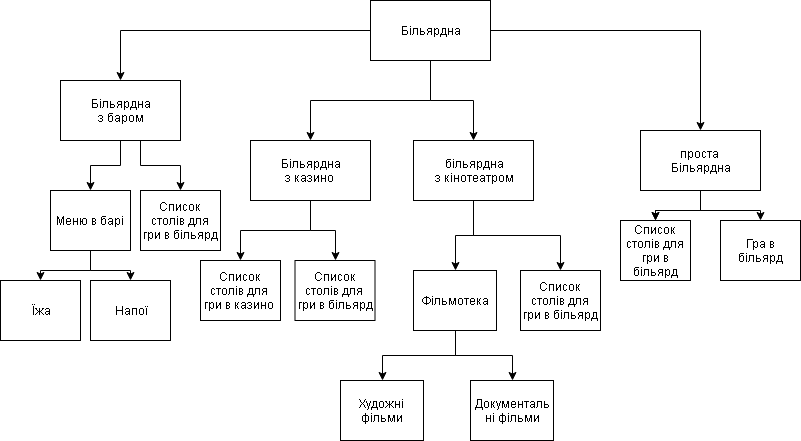 Більярдна
Більярдна
з баром
Більярдна
з казино
більярдна
з кінотеатром
проста
Більярдна
Меню в барі
Список
столів для
гри в більярд
Список
столів для
гри в
більярд
Гра в
більярд
Їжа
Напої
Список
столів для
гри в казино
Список
столів для
гри в більярд
Фільмотека
Список
столів для
гри в більярд
Художні
фільми
Документаль
ні фільми